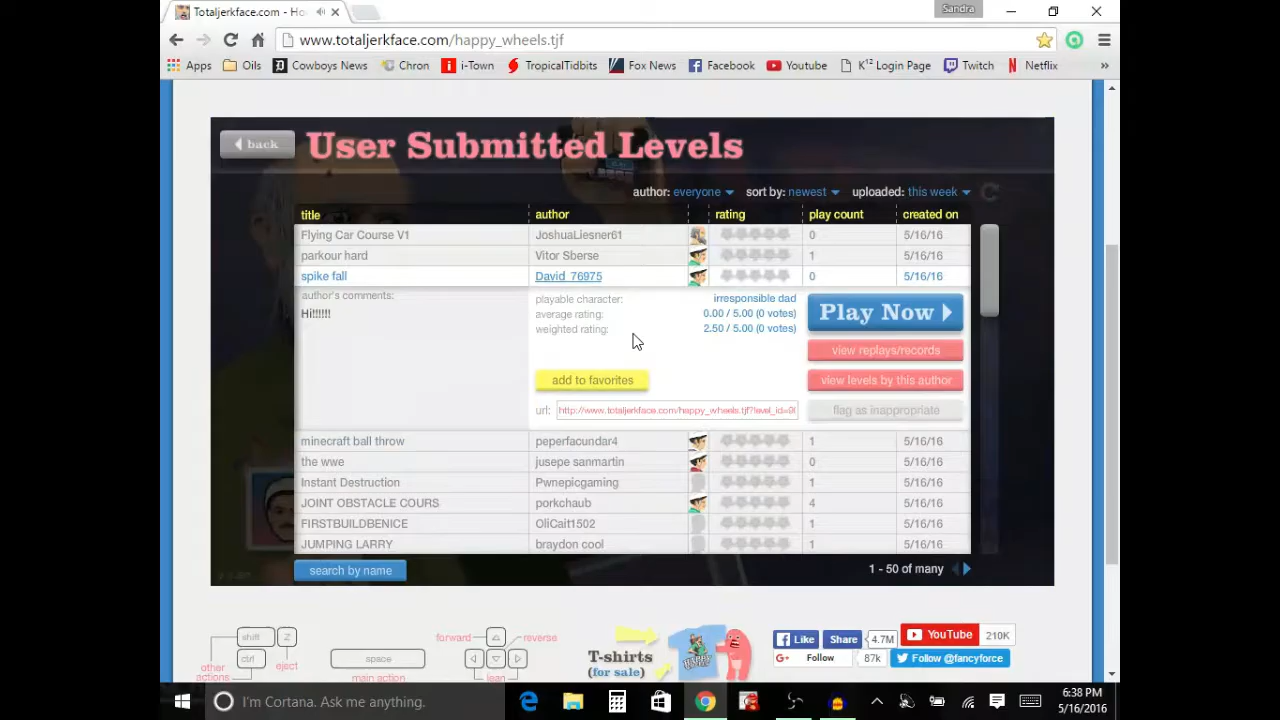 Totaljerkface.com - Ho
Sandra
www.totaljerkface.com/happy_wheels.tjf
Apps Oils Cowboys News Chron i-Town TropicalTidbits Fox News Facebook Youtube K¹² Login Page Twitch Netflix »
back User Submitted Levels
author: everyone sort by: newest uploaded: this week
title author rating play count created on
Flying Car Course V1 JoshuaLiesner61 0 5/16/16
parkour hard Vitor Sberse 1 5/16/16
spike fall David_76975 0 5/16/16
author's comments:
Hi!!!!!!
playable character: irresponsible dad
average rating: 0.00 / 5.00 (0 votes)
weighted rating: 2.50 / 5.00 (0 votes)
Play Now
view replays/records
add to favorites view levels by this author
url: http://www.totaljerkface.com/happy_wheels.tjf?level_id=9 flag as inappropriate
minecraft ball throw peperfacundar4 1 5/16/16
the wwe jusepe sanmartin 0 5/16/16
Instant Destruction Pwnepicgaming 1 5/16/16
JOINT OBSTACLE COURS porkchaub 4 5/16/16
FIRSTBUILDBENICE OliCait1502 1 5/16/16
JUMPING LARRY braydon cool 1 5/16/16
search by name 1 - 50 of many
shift Z
ctrl
eject
other
actions
space
main action
forward reverse
lean
T-shirts
(for sale)
Like Share 4.7M YouTube 210K
G+ Follow 87k Follow @fancyforce
I'm Cortana. Ask me anything.
6:38 PM
5/16/2016